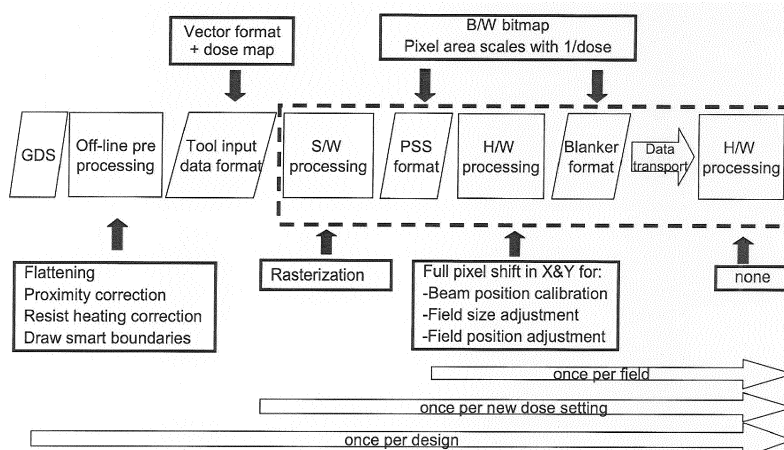 Vector format
+ dose map
B/W bitmap
Pixel area scales with 1/dose
GDS
Off-line pre
processing
Tool input
data format
S/W
processing
PSS
format
H/W
processing
Blanker
format
Data
transport
H/W
processing
Flattening
Proximity correction
Resist heating correction
Draw smart boundaries
Rasterization
Full pixel shift in X&Y for:
-Beam position calibration
-Field size adjustment
-Field position adjustment
none
once per field
once per new dose setting
once per design